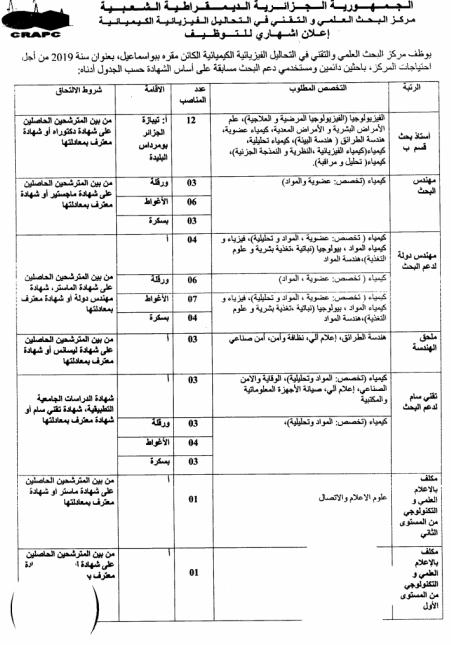 الجمهورية الجزائرية الديمقراطية الشعبية
مركز البحث العلمي والتقني في التحاليل الفيزيائية الكيميائية
إعلان إشهاري للتوظيف
CRAPC
يوظف مركز البحث العلمي والتقني في التحاليل الفيزيائية الكيميائية الكائن مقره ببواسماعيل، بعنوان سنة 2019 من أجل
احتياجات المركز، باحثين دائمين ومستخدمي دعم البحث مسابقة على أساس الشهادة حسب الجدول أدناه:
الرتبة
التخصص المطلوب
عدد المناصب
الإقامة
شروط الالتحاق
أستاذ بحث
قسم ب
الفيزيولوجيا (الفيزيولوجيا المرضية و العلاجية)، علم
الأمراض البشرية و الأمراض المعدية، كيمياء عضوية،
هندسة الطرائق ( هندسة البيئة)، كيمياء تحليلية،
كيمياء(كيمياء الفيزيائية، النظرية و النمذجة الجزئية)،
كيمياء( تحليل و مراقبة).
12
أ: تيبازة
الجزائر
بومرداس
البليدة
من بين المترشحين الحاصلين
على شهادة دكتوراه أو شهادة
معترف بمعادلتها
مهندس
البحث
كيمياء ( تخصص: عضوية والمواد)
03
ورقلة
06
الأغواط
03
بسكرة
من بين المترشحين الحاصلين
على شهادة ماجستير أو شهادة
معترف بمعادلتها
مهندس دولة
لدعم البحث
كيمياء ( تخصص: عضوية ، المواد و تحليلية)، فيزياء و
كيمياء المواد ، بيولوجيا (نباتية ،تغذية بشرية و علوم
التغذية)،هندسة المواد
04
أ
كيمياء ( تخصص: عضوية ، المواد)
06
ورقلة
كيمياء ( تخصص: عضوية ، المواد و تحليلية)، فيزياء و
كيمياء المواد ، بيولوجيا (نباتية ،تغذية بشرية و علوم
التغذية)،هندسة المواد
07
الأغواط
04
بسكرة
من بين المترشحين الحاصلين
على شهادة الماستر ، شهادة
مهندس دولة أو شهادة معترف
بمعادلتها
ملحق
الهندسة
هندسة الطرائق، إعلام آلي، نظافة وأمن، أمن صناعي
03
أ
من بين المترشحين الحاصلين
على شهادة ليسانس أو شهادة
معترف بمعادلتها
تقني سام
لدعم البحث
كيمياء (تخصص: المواد وتحليلية)، الوقاية والامن
الصناعي، إعلام آلي، صيانة الأجهزة المعلوماتية
والمكتبية
03
أ
كيمياء (تخصص: المواد وتحليلية)،
03
ورقلة
04
الأغواط
03
بسكرة
شهادة الدراسات الجامعية
التطبيقية، شهادة تقني سام أو
شهادة معترف بمعادلتها
مكلف
بالإعلام
العلمي و
التكنولوجي
من المستوى
الثاني
علوم الاعلام والاتصال
01
أ
من بين المترشحين الحاصلين
على شهادة ماستر أو شهادة
معترف بمعادلتها
مكلف
بالإعلام
العلمي و
التكنولوجي
من المستوى
الأول
01
أ
من بين المترشحين الحاصلين
على شهادة
معترف ب